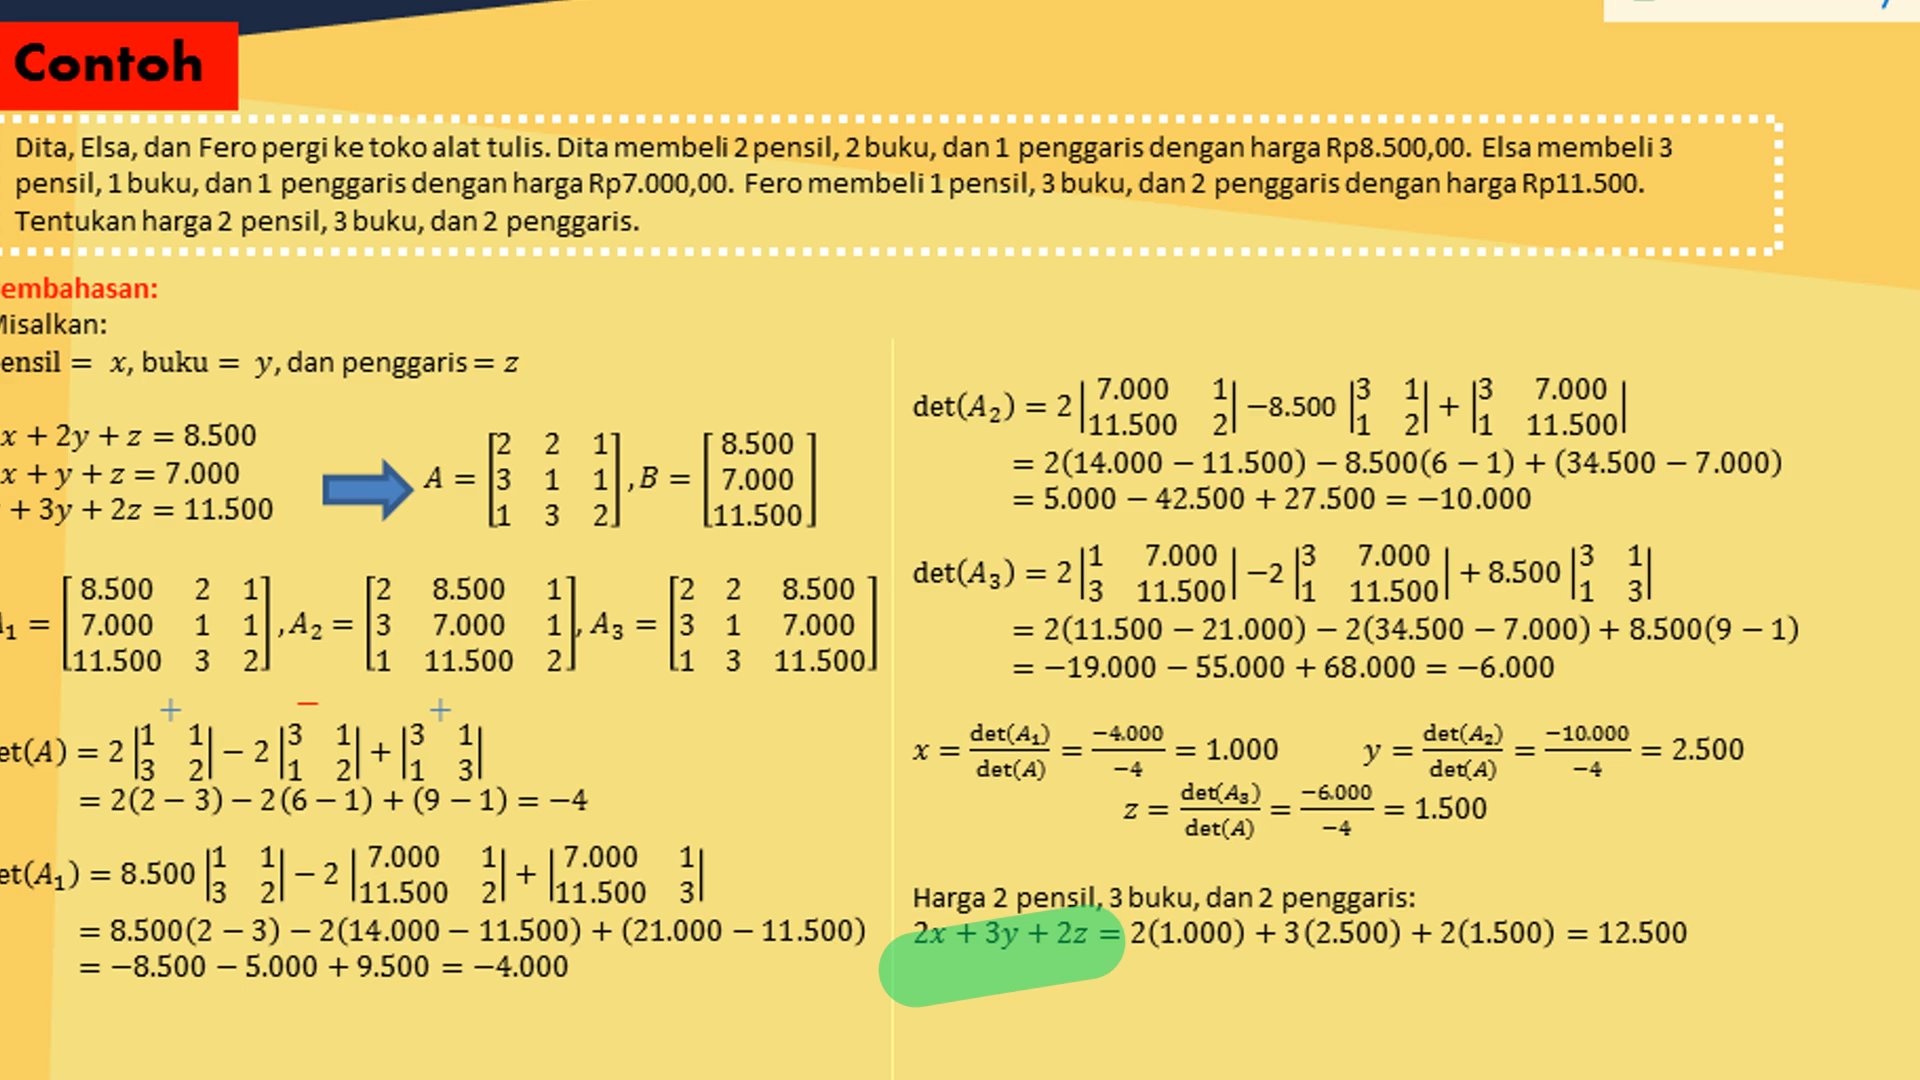 Contoh
Dita, Elsa, dan Fero pergi ke toko alat tulis. Dita membeli 2 pensil, 2 buku, dan 1 penggaris dengan harga Rp8.500,00. Elsa membeli 3
pensil, 1 buku, dan 1 penggaris dengan harga Rp7.000,00. Fero membeli 1 pensil, 3 buku, dan 2 penggaris dengan harga Rp11.500.
Tentukan harga 2 pensil, 3 buku, dan 2 penggaris.
embahasan:
Misalkan:
ensil = x, buku = y, dan penggaris = z
x + 2y + z = 8.500
x + y + z = 7.000
+ 3y + 2z = 11.500
A = [2 2 1; 3 1 1; 1 3 2], B = [8.500; 7.000; 11.500]
A₁ = [8.500 2 1; 7.000 1 1; 11.500 3 2], A₂ = [2 8.500 1; 3 7.000 1; 1 11.500 2], A₃ = [2 2 8.500; 3 1 7.000; 1 3 11.500]
+ − +
et(A) = 2 |1 1; 3 2| − 2 |3 1; 1 2| + |3 1; 1 3|
= 2(2 − 3) − 2(6 − 1) + (9 − 1) = −4
et(A₁) = 8.500 |1 1; 3 2| − 2 |7.000 1; 11.500 2| + |7.000 1; 11.500 3|
= 8.500(2 − 3) − 2(14.000 − 11.500) + (21.000 − 11.500)
= −8.500 − 5.000 + 9.500 = −4.000
det(A₂) = 2 |7.000 1; 11.500 2| −8.500 |3 1; 1 2| + |3 7.000; 1 11.500|
= 2(14.000 − 11.500) − 8.500(6 − 1) + (34.500 − 7.000)
= 5.000 − 42.500 + 27.500 = −10.000
det(A₃) = 2 |1 7.000; 3 11.500| −2 |3 7.000; 1 11.500| + 8.500 |3 1; 1 3|
= 2(11.500 − 21.000) − 2(34.500 − 7.000) + 8.500(9 − 1)
= −19.000 − 55.000 + 68.000 = −6.000
x = det(A₁)/det(A) = −4.000/−4 = 1.000 y = det(A₂)/det(A) = −10.000/−4 = 2.500
z = det(A₃)/det(A) = −6.000/−4 = 1.500
Harga 2 pensil, 3 buku, dan 2 penggaris:
2x + 3y + 2z = 2(1.000) + 3(2.500) + 2(1.500) = 12.500